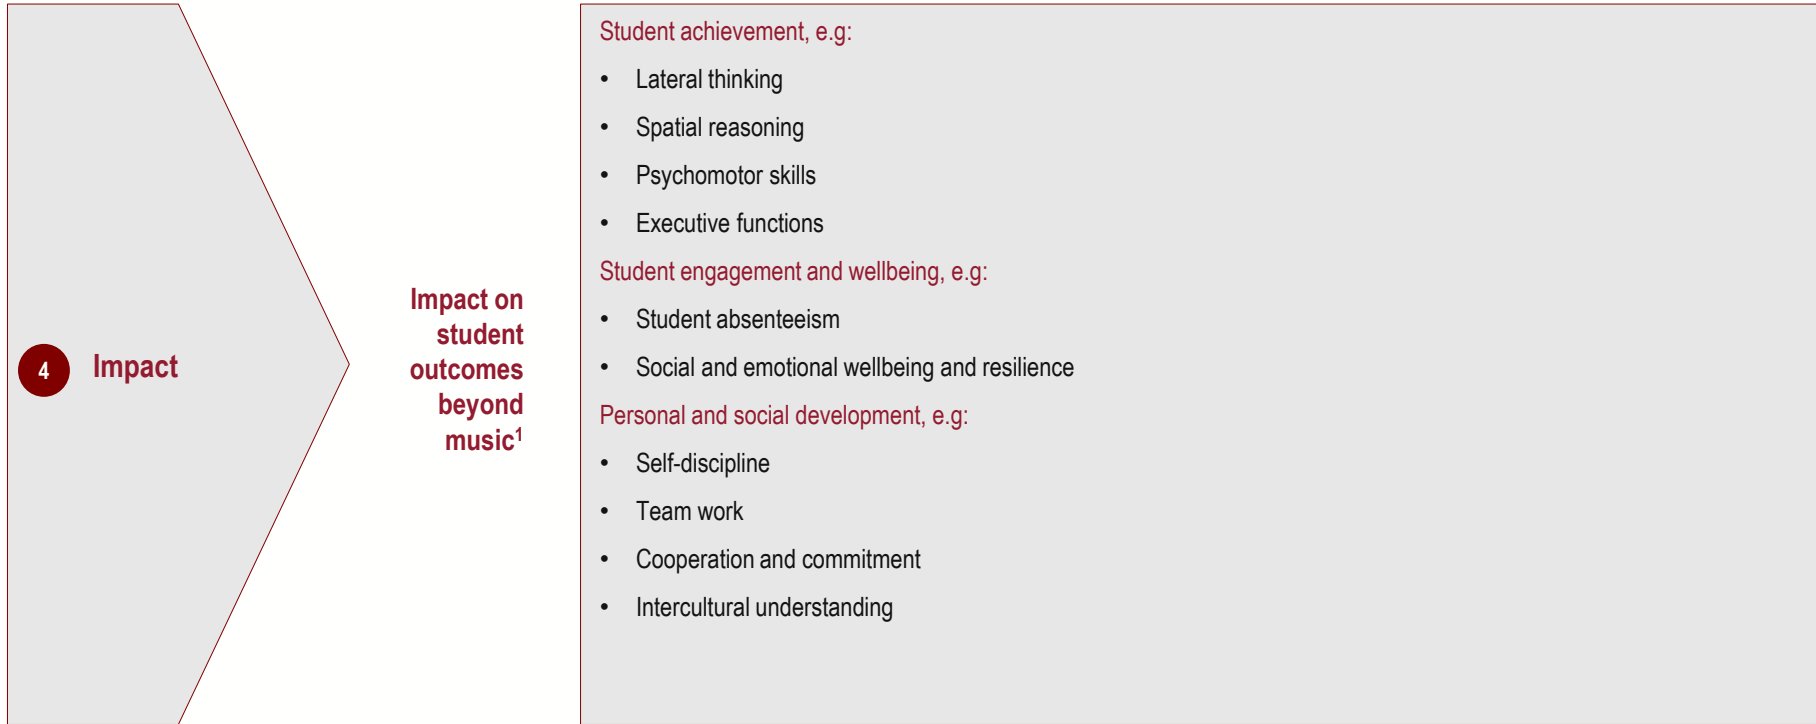 4 Impact
Impact on
student
outcomes
beyond
music¹
Student achievement, e.g:
• Lateral thinking
• Spatial reasoning
• Psychomotor skills
• Executive functions
Student engagement and wellbeing, e.g:
• Student absenteeism
• Social and emotional wellbeing and resilience
Personal and social development, e.g:
• Self-discipline
• Team work
• Cooperation and commitment
• Intercultural understanding